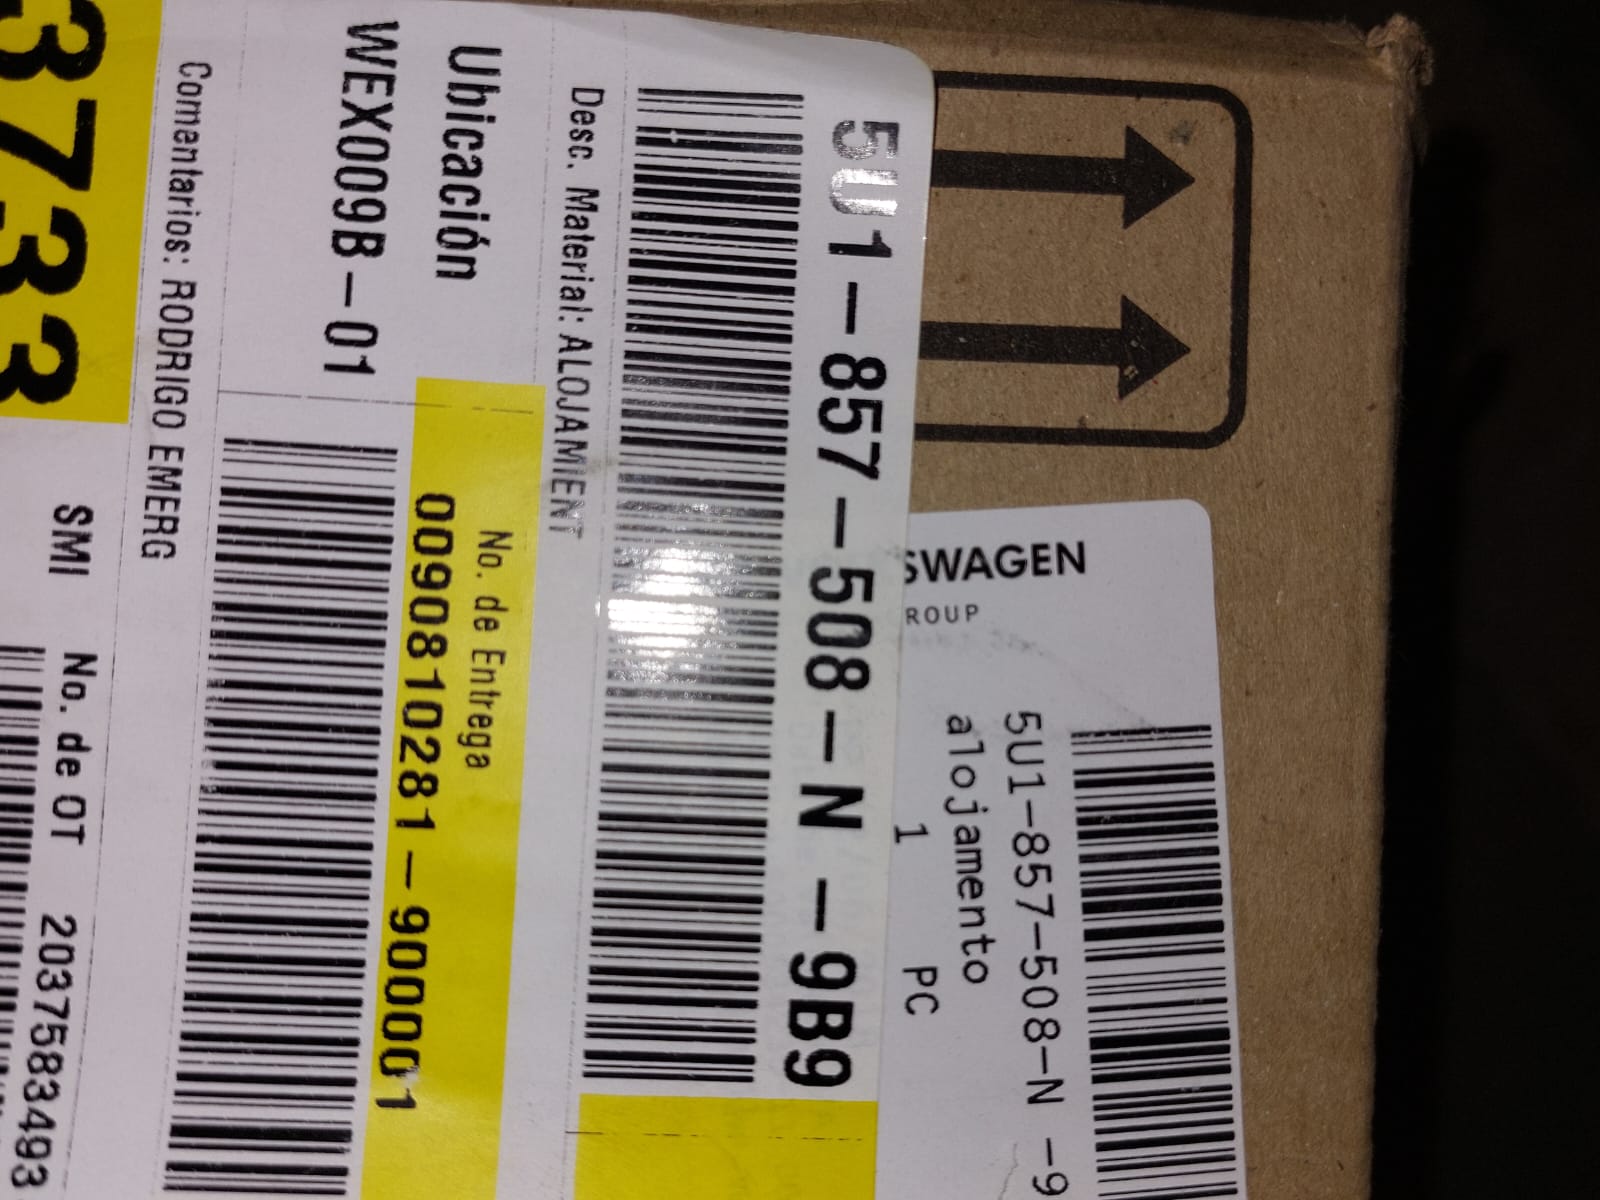 SWAGEN
ROUP
5U1-857-508-N -9
alojamento
1 PC
5U1-857-508-N -9B9
Desc. Material: ALOJAMIENT
Ubicación
WEX009B-01
No. de Entrega
0090810281-900001
Comentarios: RODRIGO EMERG
3733
SMI
No. de OT 2037583493